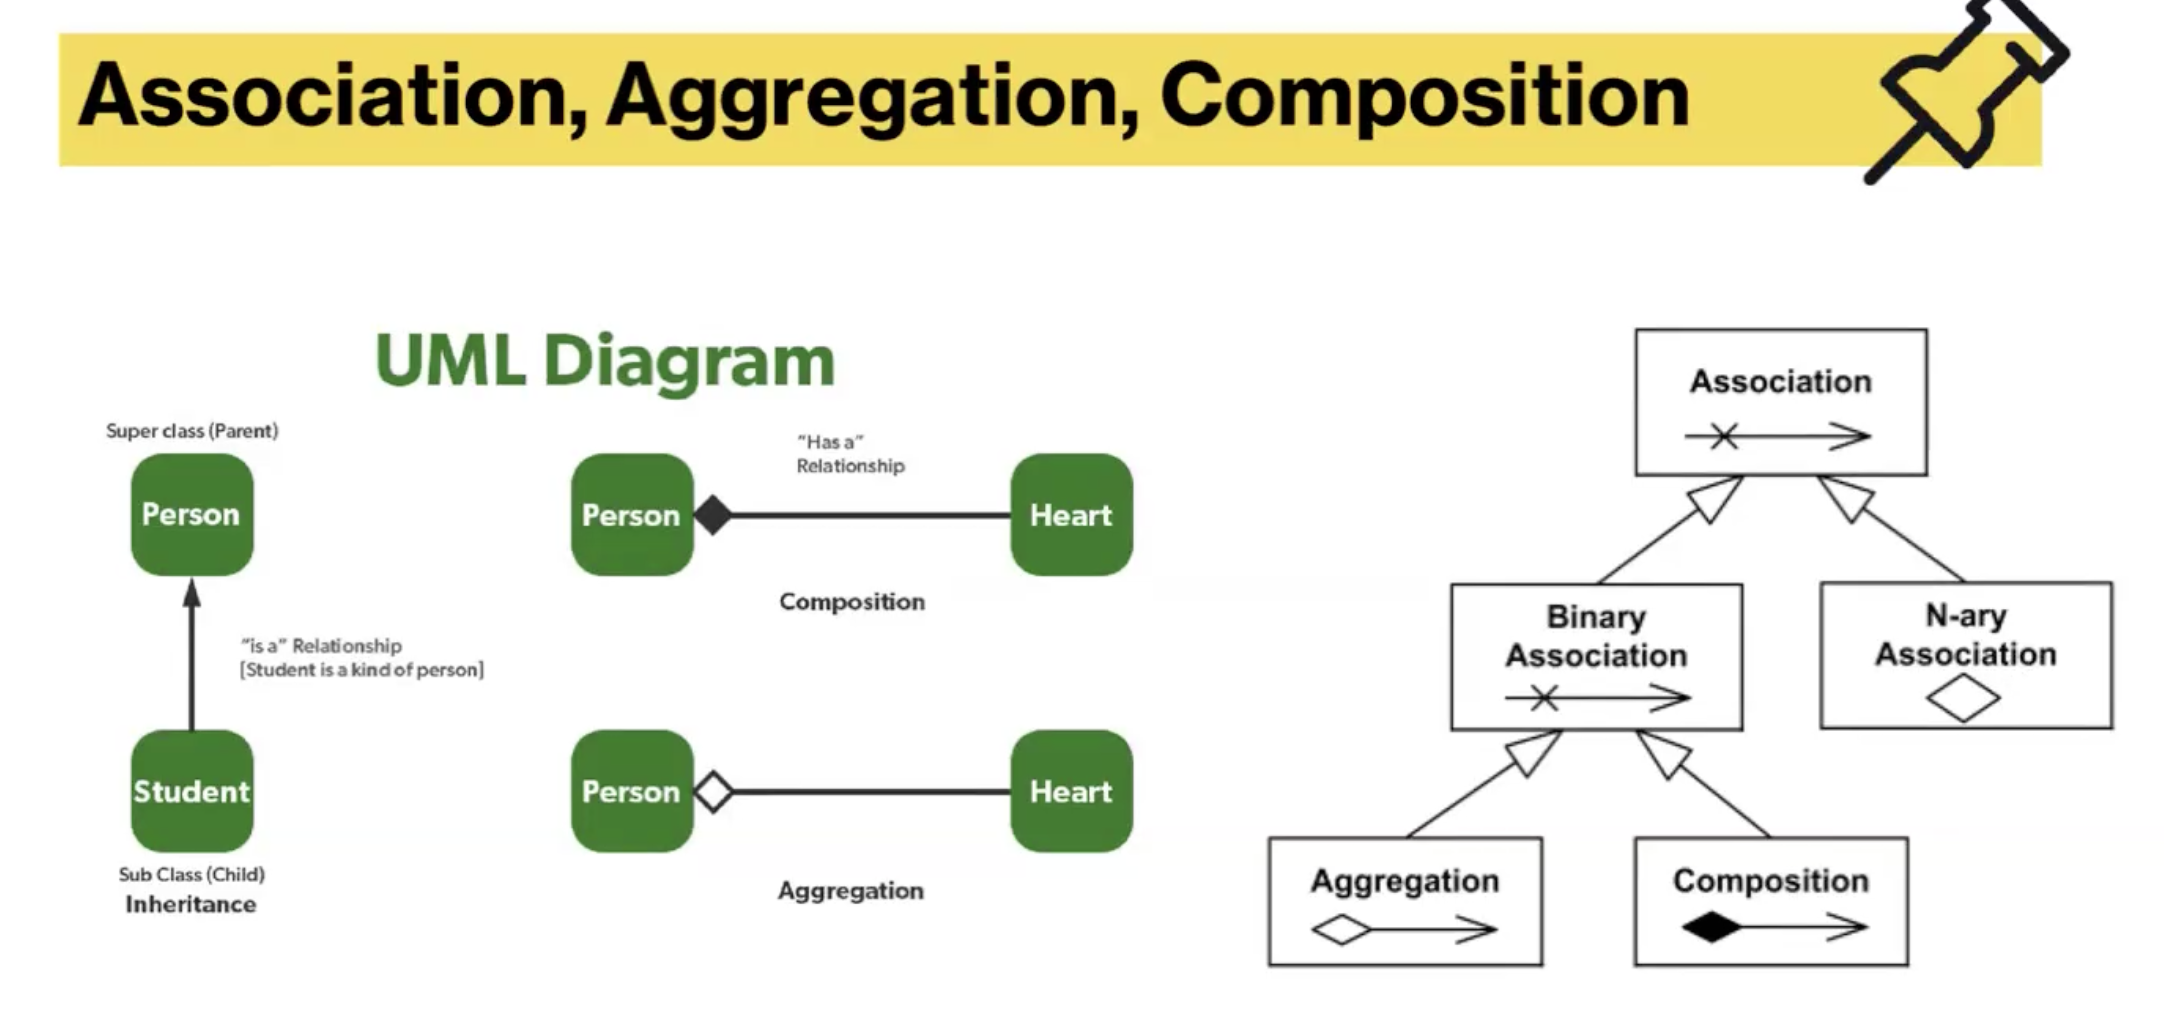 Association, Aggregation, Composition
UML Diagram
Super class (Parent)
Person
"is a" Relationship
[Student is a kind of person]
Student
Sub Class (Child)
Inheritance
"Has a"
Relationship
Person
Heart
Composition
Person
Heart
Aggregation
Association
Binary
Association
N-ary
Association
Aggregation
Composition